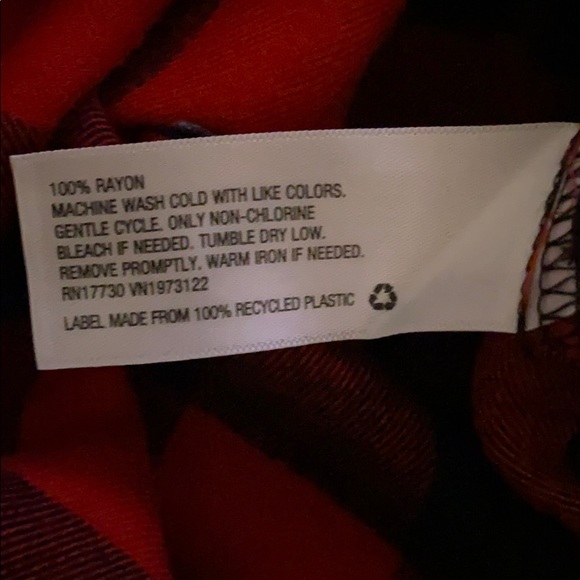 100% RAYON
MACHINE WASH COLD WITH LIKE COLORS.
GENTLE CYCLE. ONLY NON-CHLORINE
BLEACH IF NEEDED. TUMBLE DRY LOW.
REMOVE PROMPTLY. WARM IRON IF NEEDED.
RN17730 VN1973122
LABEL MADE FROM 100% RECYCLED PLASTIC